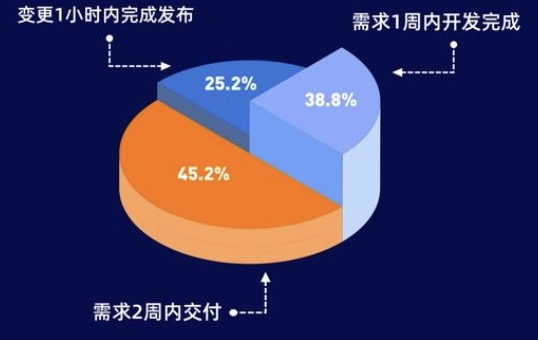 变更1小时内完成发布
需求1周内开发完成
25.2%
38.8%
45.2%
需求2周内交付